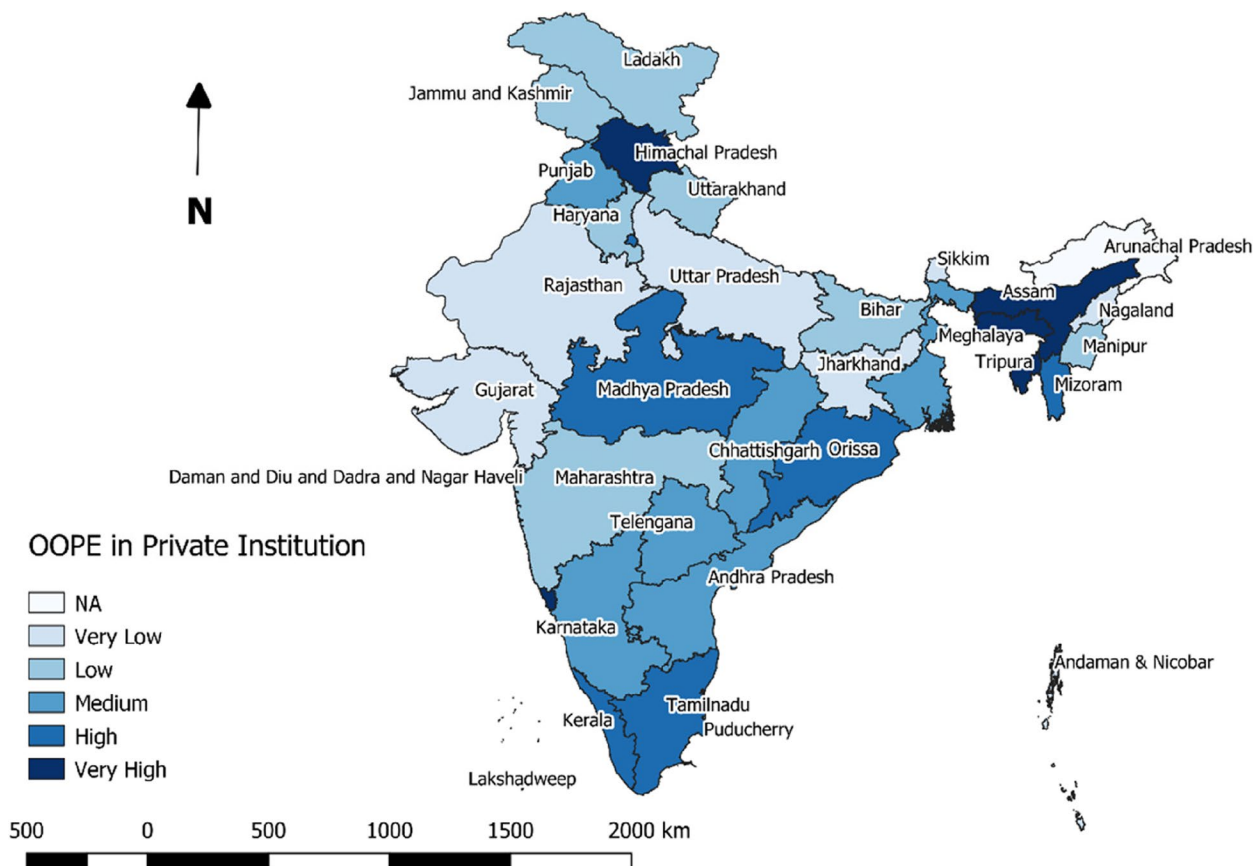 Ladakh
Jammu and Kashmir
Himachal Pradesh
Punjab
Uttarakhand
N
Haryana
Arunachal Pradesh
Sikkim
Uttar Pradesh
Rajasthan
Assam
Bihar
Nagaland
Meghalaya
Manipur
Jharkhand
Tripura
Mizoram
Gujarat
Madhya Pradesh
Chhattishgarh
Orissa
Daman and Diu and Dadra and Nagar Haveli
Maharashtra
Telengana
OOPE in Private Institution
Andhra Pradesh
NA
Very Low
Karnataka
Low
Andaman & Nicobar
Medium
Tamilnadu
Kerala
Puducherry
High
Very High
Lakshadweep
500 0 500 1000 1500 2000 km